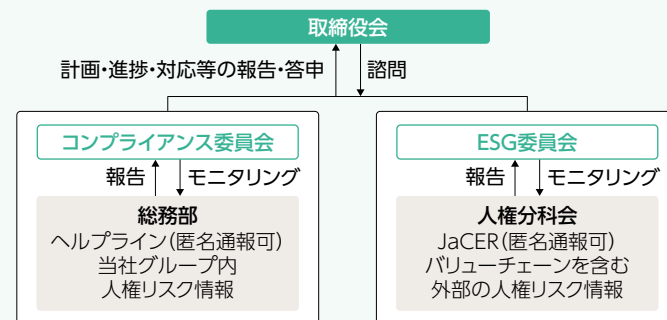 取締役会
計画・進捗・対応等の報告・答申
諮問
コンプライアンス委員会
報告
モニタリング
総務部
ヘルプライン(匿名通報可)
当社グループ内
人権リスク情報
ESG委員会
報告
モニタリング
人権分科会
JaCER(匿名通報可)
バリューチェーンを含む
外部の人権リスク情報